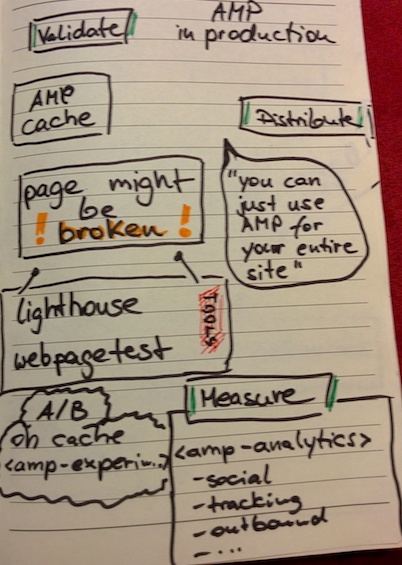 AMP
in production
Validate
AMP
cache
Distribute
page might
be
! broken !
"you can
just use
AMP for
your entire
site"
lighthouse
webpagetest
TOOLS
A/B
on cache
<amp-experim...>
Measure
<amp-analytics>
-social
-tracking
-outbound
-...